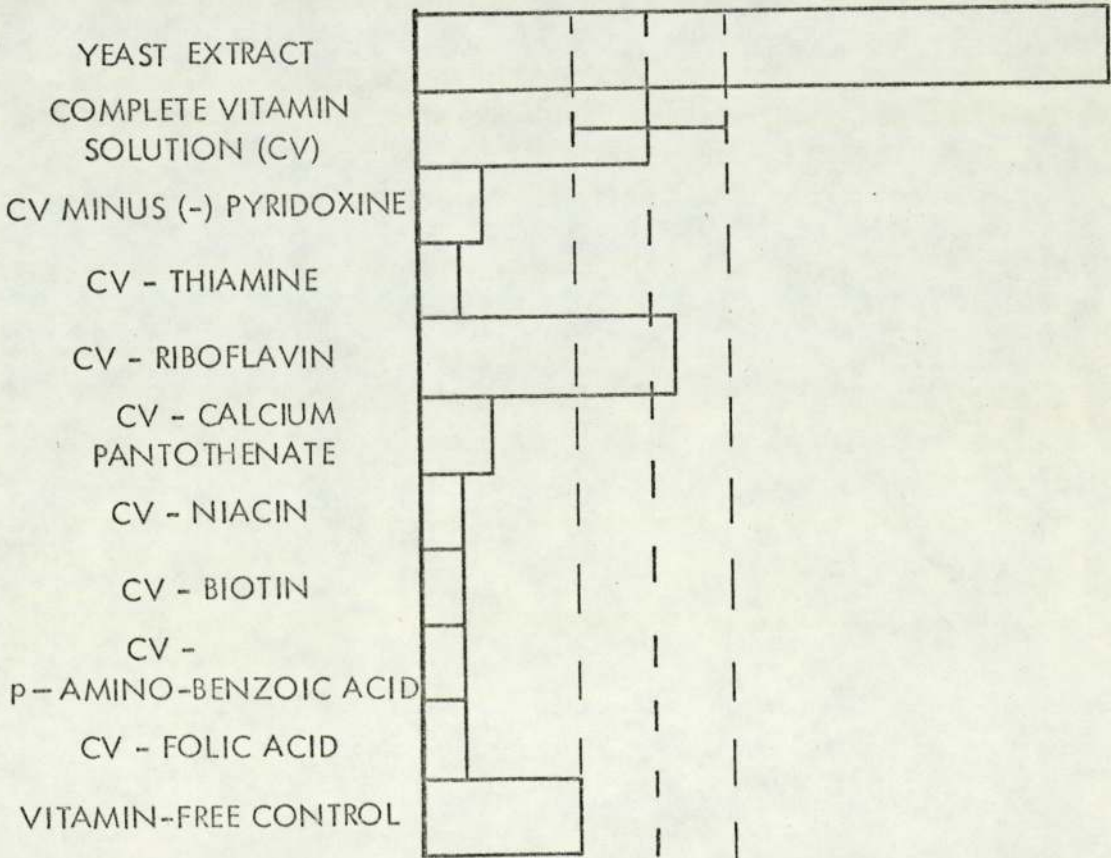 YEAST EXTRACT
COMPLETE VITAMIN
SOLUTION (CV)
CV MINUS (-) PYRIDOXINE
CV - THIAMINE
CV - RIBOFLAVIN
CV - CALCIUM
PANTOTHENATE
CV - NIACIN
CV - BIOTIN
CV -
p-AMINO-BENZOIC ACID
CV - FOLIC ACID
VITAMIN-FREE CONTROL